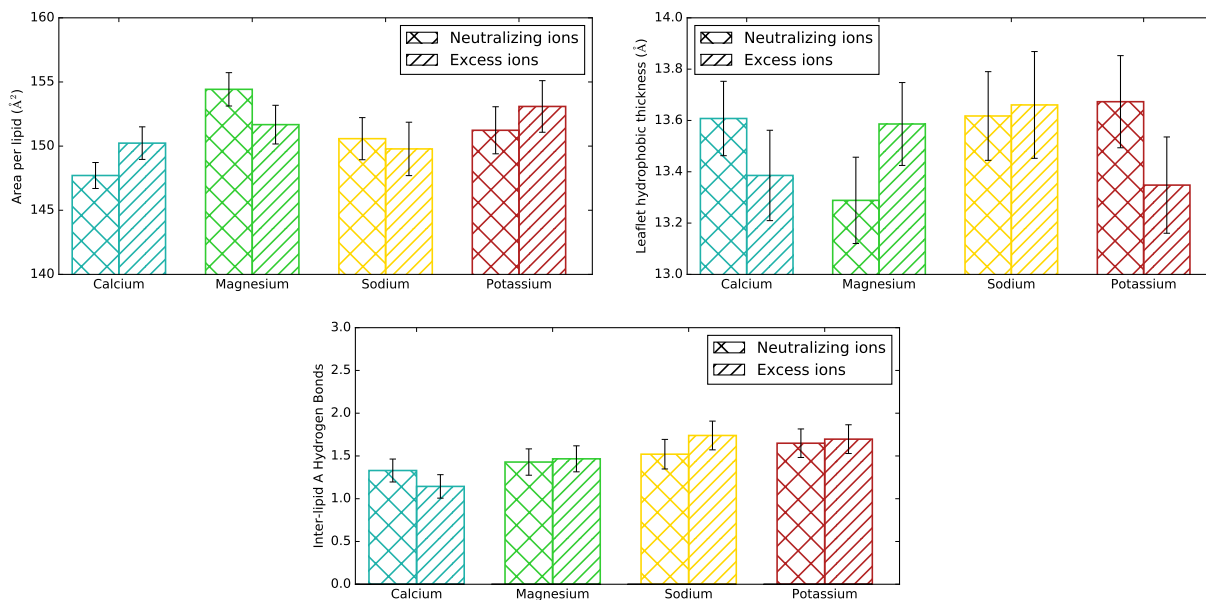 160
155
150
145
140
Area per lipid (Å²)
Neutralizing ions
Excess ions
Calcium
Magnesium
Sodium
Potassium
14.0
13.8
13.6
13.4
13.2
13.0
Leaflet hydrophobic thickness (Å)
Neutralizing ions
Excess ions
Calcium
Magnesium
Sodium
Potassium
3.0
2.5
2.0
1.5
1.0
0.5
0.0
Inter-lipid A Hydrogen Bonds
Neutralizing ions
Excess ions
Calcium
Magnesium
Sodium
Potassium